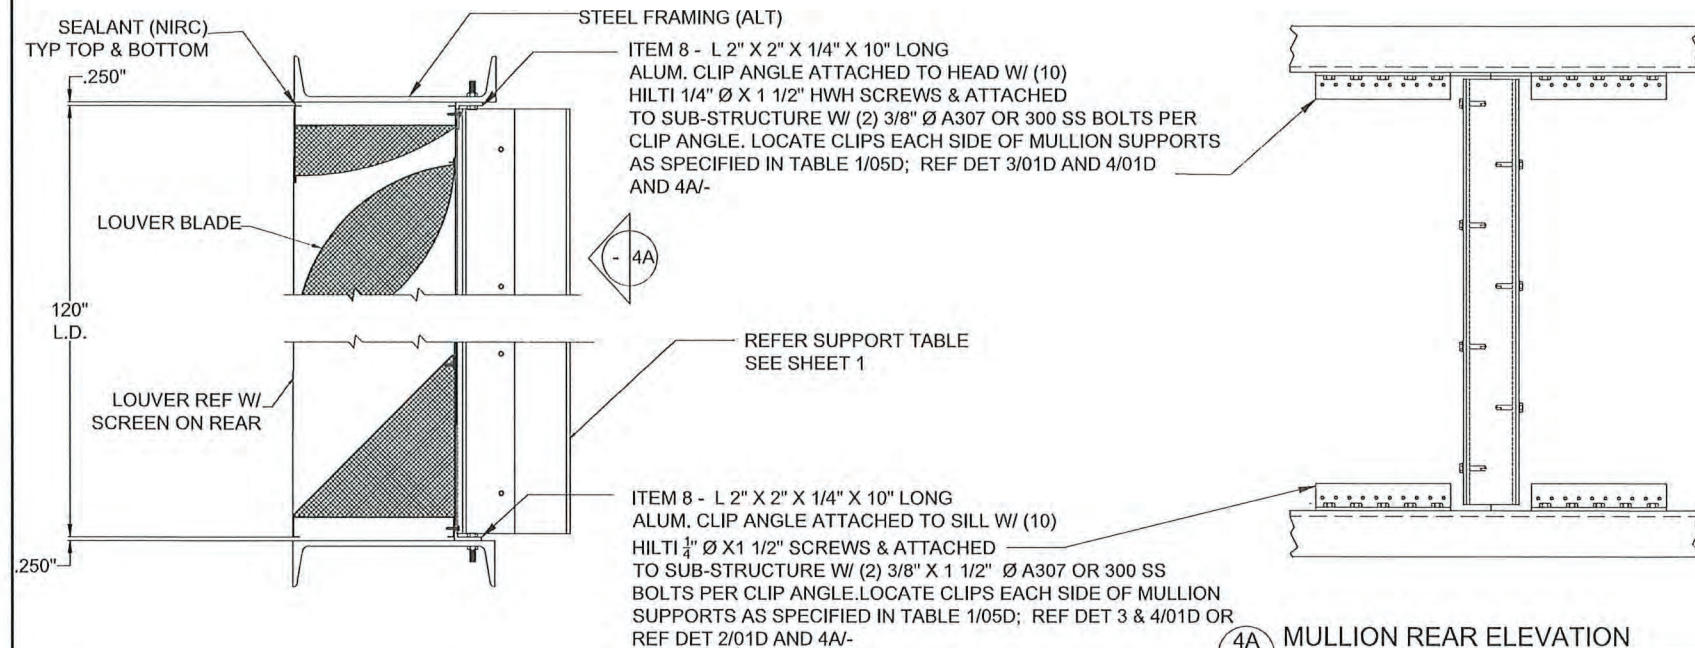 SEALANT (NIRC)
TYP TOP & BOTTOM
.250"
STEEL FRAMING (ALT)
ITEM 8 - L 2" X 2" X 1/4" X 10" LONG
ALUM. CLIP ANGLE ATTACHED TO HEAD W/ (10)
HILTI 1/4" Ø X 1 1/2" HWH SCREWS & ATTACHED
TO SUB-STRUCTURE W/ (2) 3/8" Ø A307 OR 300 SS BOLTS PER
CLIP ANGLE. LOCATE CLIPS EACH SIDE OF MULLION SUPPORTS
AS SPECIFIED IN TABLE 1/05D; REF DET 3/01D AND 4/01D
AND 4A/-
LOUVER BLADE
- 4A
120"
L.D.
REFER SUPPORT TABLE
SEE SHEET 1
LOUVER REF W/
SCREEN ON REAR
.250"
ITEM 8 - L 2" X 2" X 1/4" X 10" LONG
ALUM. CLIP ANGLE ATTACHED TO SILL W/ (10)
HILTI 1/4" Ø X1 1/2" SCREWS & ATTACHED
TO SUB-STRUCTURE W/ (2) 3/8" X 1 1/2" Ø A307 OR 300 SS
BOLTS PER CLIP ANGLE.LOCATE CLIPS EACH SIDE OF MULLION
SUPPORTS AS SPECIFIED IN TABLE 1/05D; REF DET 3 & 4/01D OR
REF DET 2/01D AND 4A/-
4A MULLION REAR ELEVATION